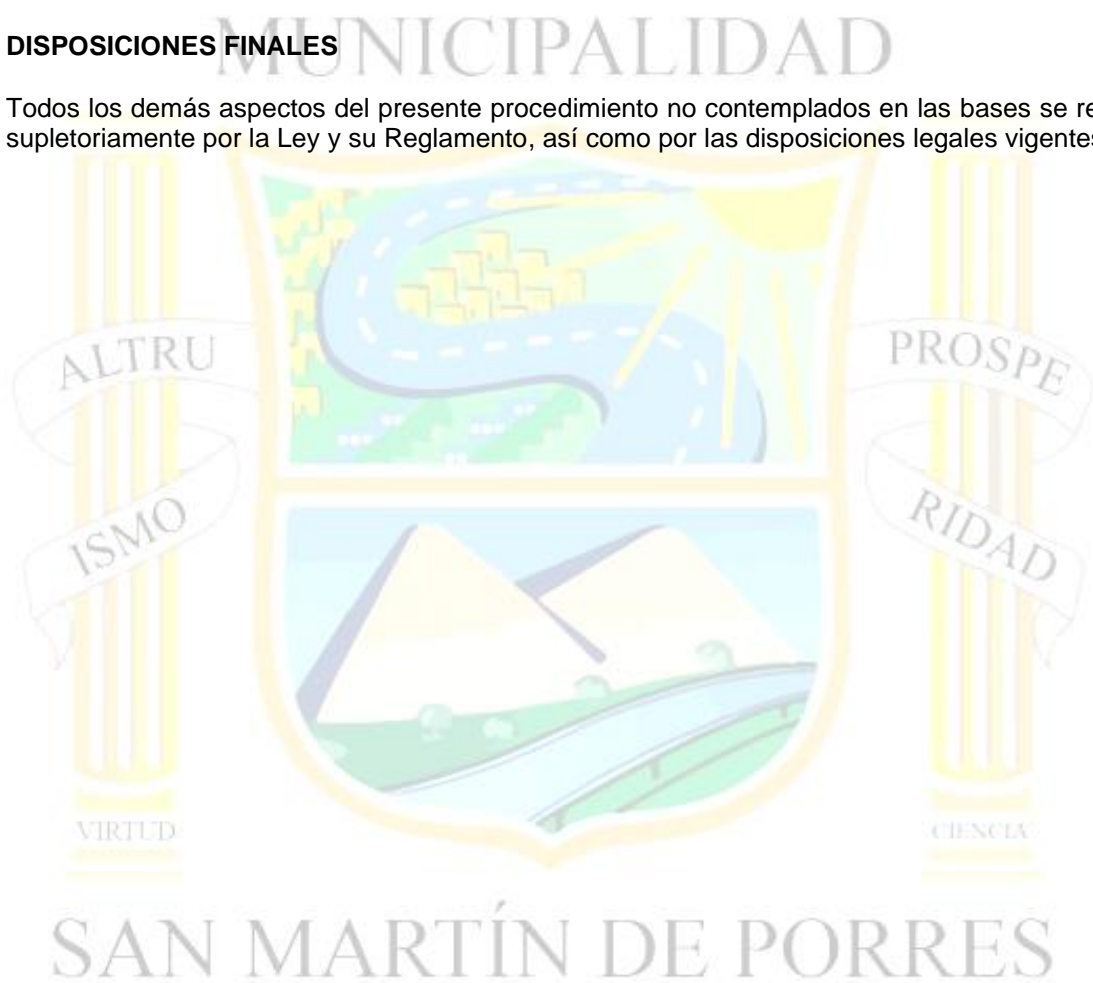 MUNICIPALIDAD
DISPOSICIONES FINALES
Todos los demás aspectos del presente procedimiento no contemplados en las bases se re
supletoriamente por la Ley y su Reglamento, así como por las disposiciones legales vigentes
ALTRU
ISMO
PROSPE
RIDAD
VIRTUD
CIENCIA
SAN MARTÍN DE PORRES